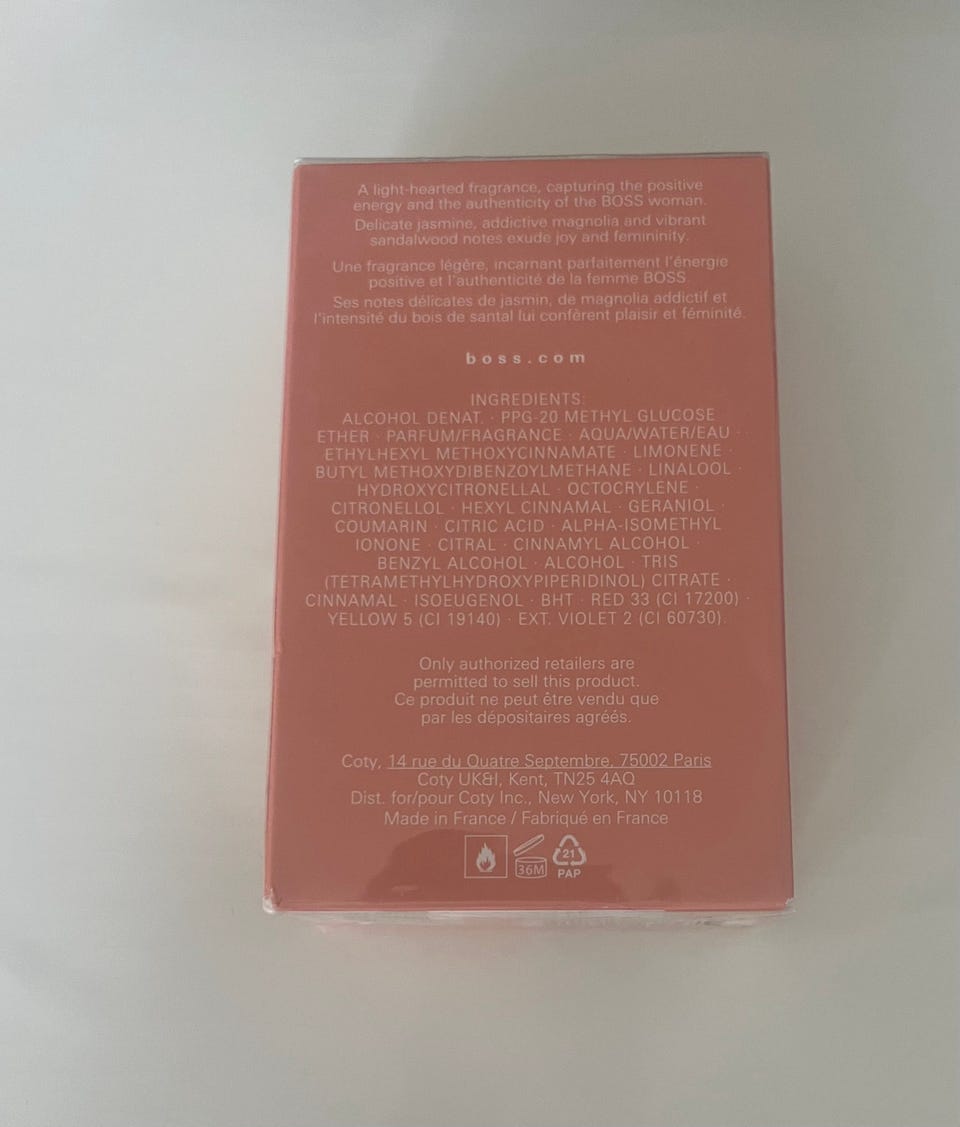 A light-hearted fragrance, capturing the positive
energy and the authenticity of the BOSS woman.
Delicate jasmine, addictive magnolia and vibrant
sandalwood notes exude joy and femininity.
Une fragrance légère, incarnant parfaitement l'énergie
positive et l'authenticité de la femme BOSS
Ses notes délicates de jasmin, de magnolia addictif et
l'intensité du bois de santal lui confèrent plaisir et féminité.
boss.com
INGREDIENTS:
ALCOHOL DENAT. · PPG-20 METHYL GLUCOSE
ETHER · PARFUM/FRAGRANCE · AQUA/WATER/EAU ·
ETHYLHEXYL METHOXYCINNAMATE · LIMONENE ·
BUTYL METHOXYDIBENZOYLMETHANE · LINALOOL ·
HYDROXYCITRONELLAL · OCTOCRYLENE ·
CITRONELLOL · HEXYL CINNAMAL · GERANIOL ·
COUMARIN · CITRIC ACID · ALPHA-ISOMETHYL
IONONE · CITRAL · CINNAMYL ALCOHOL ·
BENZYL ALCOHOL · ALCOHOL · TRIS
(TETRAMETHYLHYDROXYPIPERIDINOL) CITRATE ·
CINNAMAL · ISOEUGENOL · BHT · RED 33 (CI 17200) ·
YELLOW 5 (CI 19140) · EXT. VIOLET 2 (CI 60730).
Only authorized retailers are
permitted to sell this product.
Ce produit ne peut être vendu que
par les dépositaires agréés.
Coty, 14 rue du Quatre Septembre, 75002 Paris
Coty UK&I, Kent, TN25 4AQ
Dist. for/pour Coty Inc., New York, NY 10118
Made in France / Fabriqué en France
36M
21
PAP